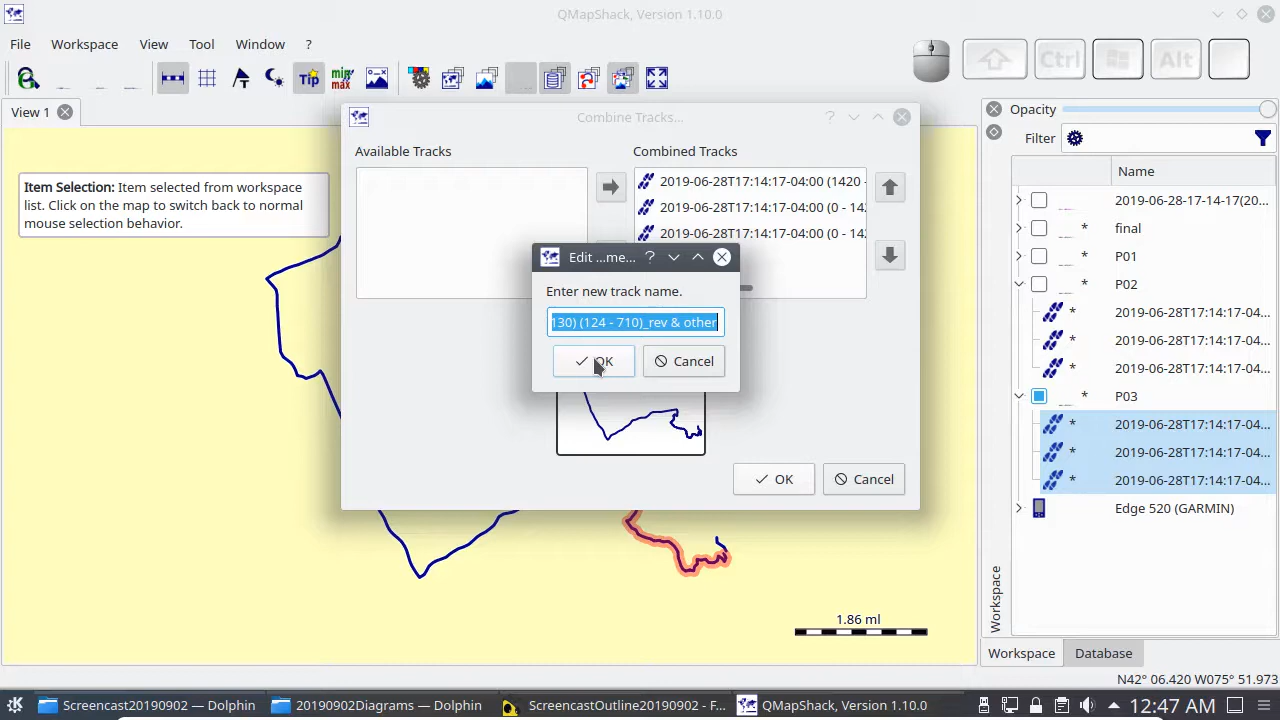 QMapShack, Version 1.10.0
File Workspace View Tool Window ?
Ctrl Alt
Tip min max
View 1
Opacity
Filter
Name
Item Selection: Item selected from workspace
list. Click on the map to switch back to normal
mouse selection behavior.
Combine Tracks...
?
Available Tracks
Combined Tracks
2019-06-28T17:14:17-04:00 (1420 -
2019-06-28T17:14:17-04:00 (0 - 142
2019-06-28T17:14:17-04:00 (0 - 142
Edit ...me... ?
Enter new track name.
130) (124 - 710)_rev & other
OK Cancel
OK Cancel
2019-06-28-17-14-17(20...
* final
* P01
* P02
* 2019-06-28T17:14:17-04...
* 2019-06-28T17:14:17-04...
* 2019-06-28T17:14:17-04...
* P03
* 2019-06-28T17:14:17-04...
* 2019-06-28T17:14:17-04...
* 2019-06-28T17:14:17-04...
Edge 520 (GARMIN)
Workspace
1.86 ml
Workspace Database
N42° 06.420 W075° 51.973
Screencast20190902 — Dolphin
20190902Diagrams — Dolphin
ScreencastOutline20190902 - F...
QMapShack, Version 1.10.0
12:47 AM